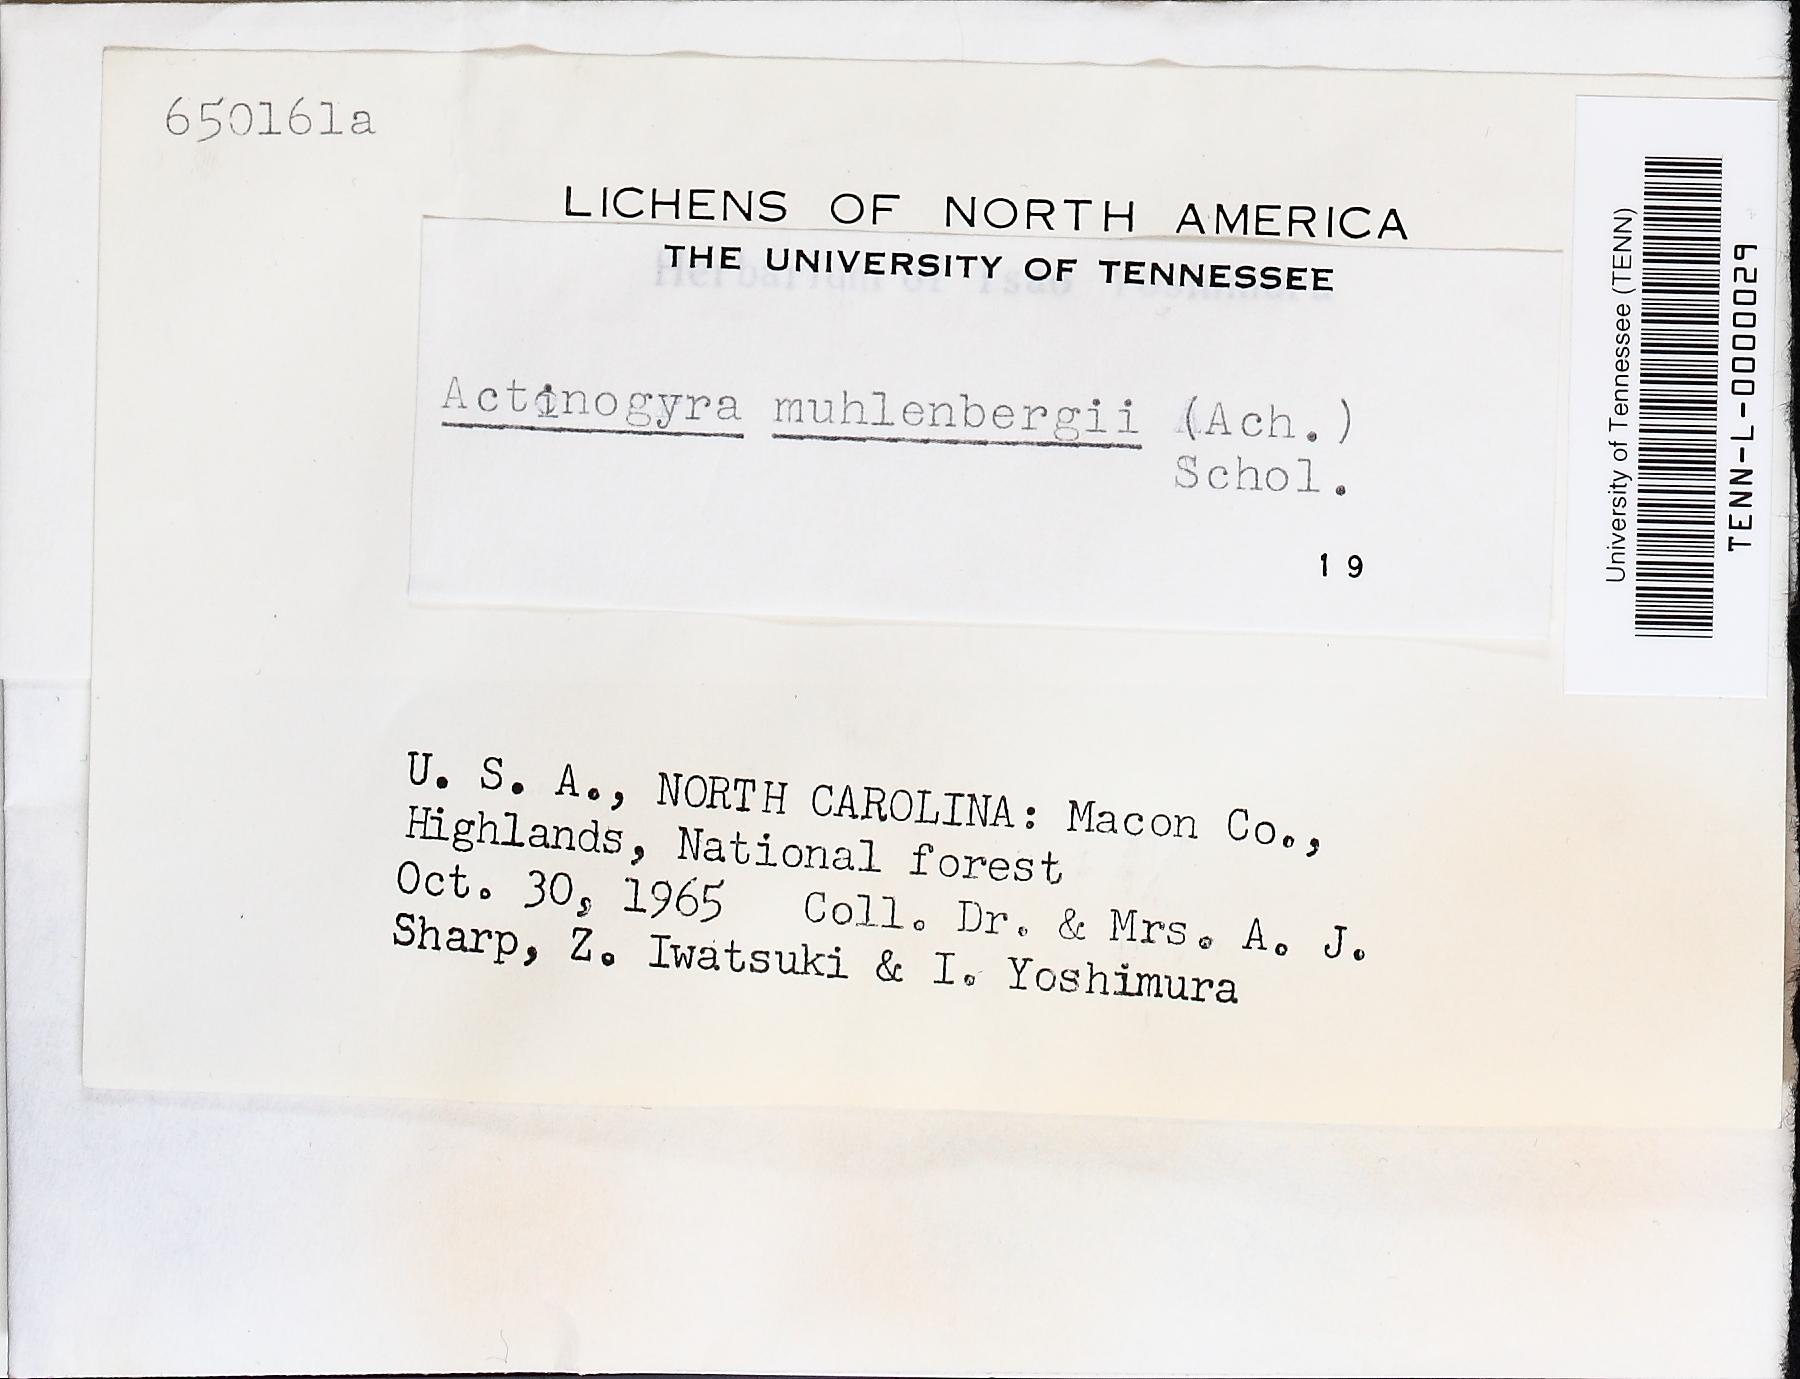 650161a
LICHENS OF NORTH AMERICA
THE UNIVERSITY OF TENNESSEE
Actinogyra muhlenbergii (Ach.)
Schol.
19
U. S. A., NORTH CAROLINA: Macon Co.,
Highlands, National forest
Oct. 30, 1965 Coll. Dr. & Mrs. A. J.
Sharp, Z. Iwatsuki & I. Yoshimura
University of Tennessee (TENN)
TENN-L-0000029